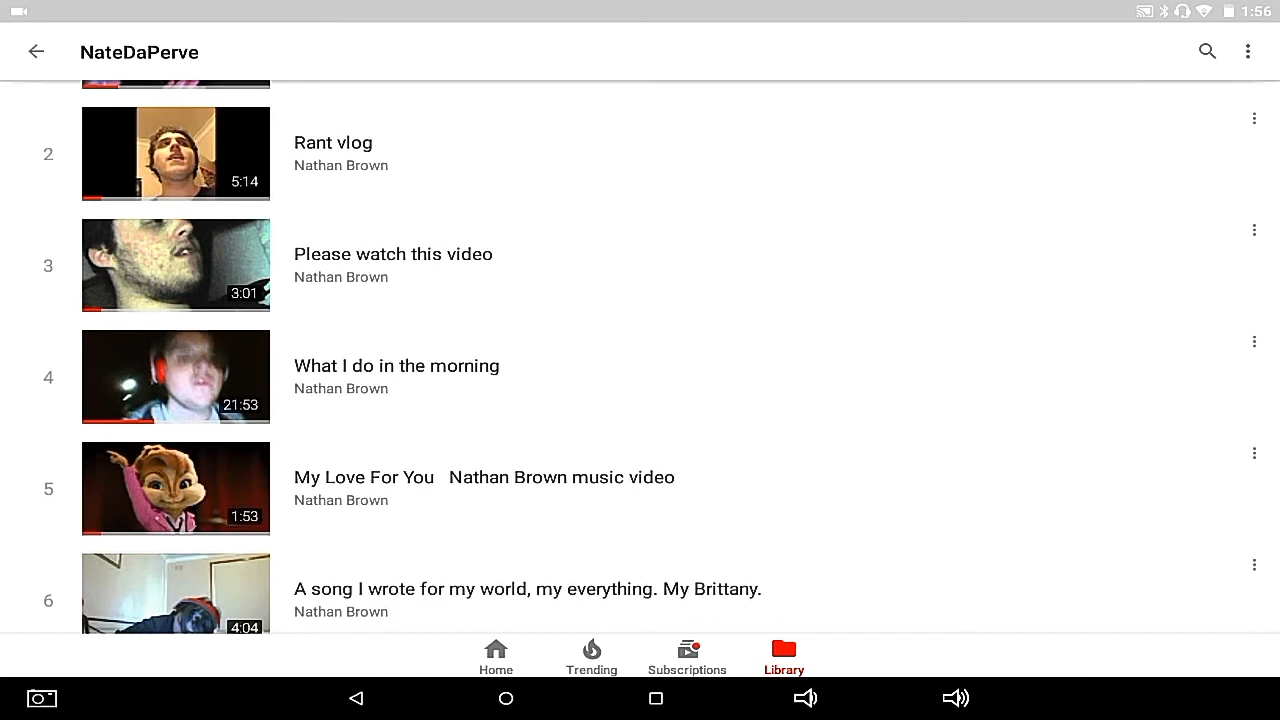 1:56
NateDaPerve
2
5:14
Rant vlog
Nathan Brown
3
3:01
Please watch this video
Nathan Brown
4
21:53
What I do in the morning
Nathan Brown
5
1:53
My Love For You   Nathan Brown music video
Nathan Brown
6
4:04
A song I wrote for my world, my everything. My Brittany.
Nathan Brown
Home
Trending
Subscriptions
Library